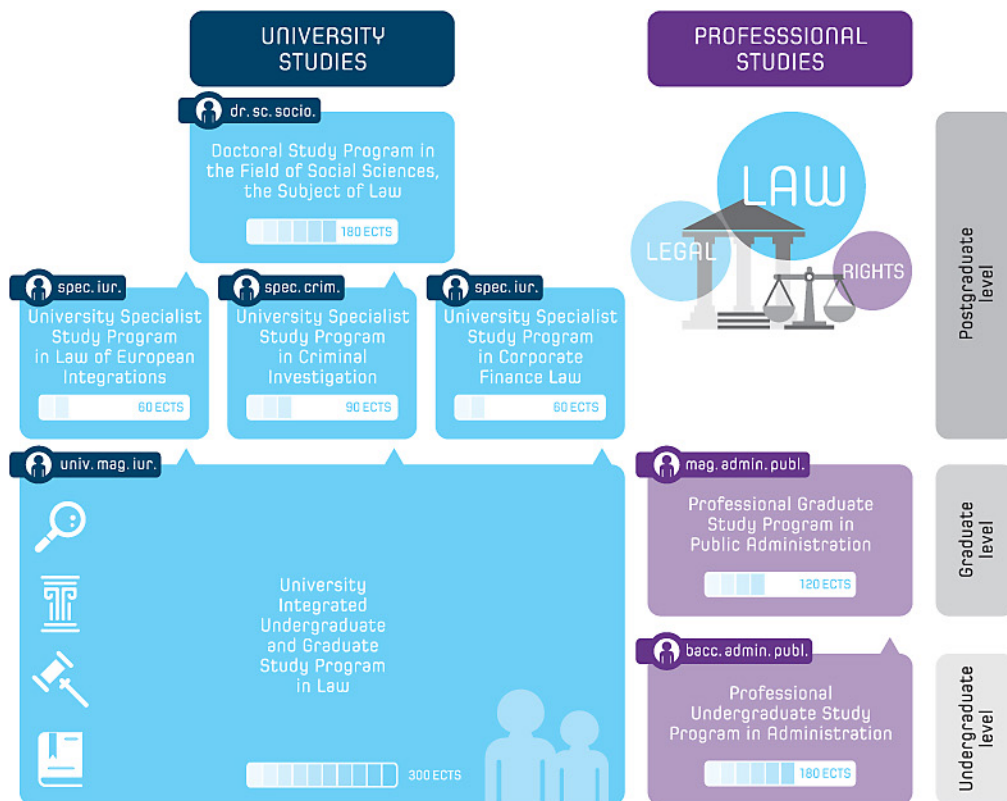 UNIVERSITY
STUDIES
PROFESSSIONAL
STUDIES
dr. sc. socio.
Doctoral Study Program in
the Field of Social Sciences,
the Subject of Law
180 ECTS
LAW
LEGAL
RIGHTS
Postgraduate
level
spec. iur.
University Specialist
Study Program
in Law of European
Integrations
60 ECTS
spec. crim.
University Specialist
Study Program
in Criminal
Investigation
90 ECTS
spec. iur.
University Specialist
Study Program
in Corporate
Finance Law
60 ECTS
univ. mag. iur.
University
Integrated
Undergraduate
and Graduate
Study Program
in Law
300 ECTS
mag. admin. publ.
Professional Graduate
Study Program in
Public Administration
120 ECTS
Graduate
level
bacc. admin. publ.
Professional
Undergraduate Study
Program in Administration
180 ECTS
Undergraduate
level